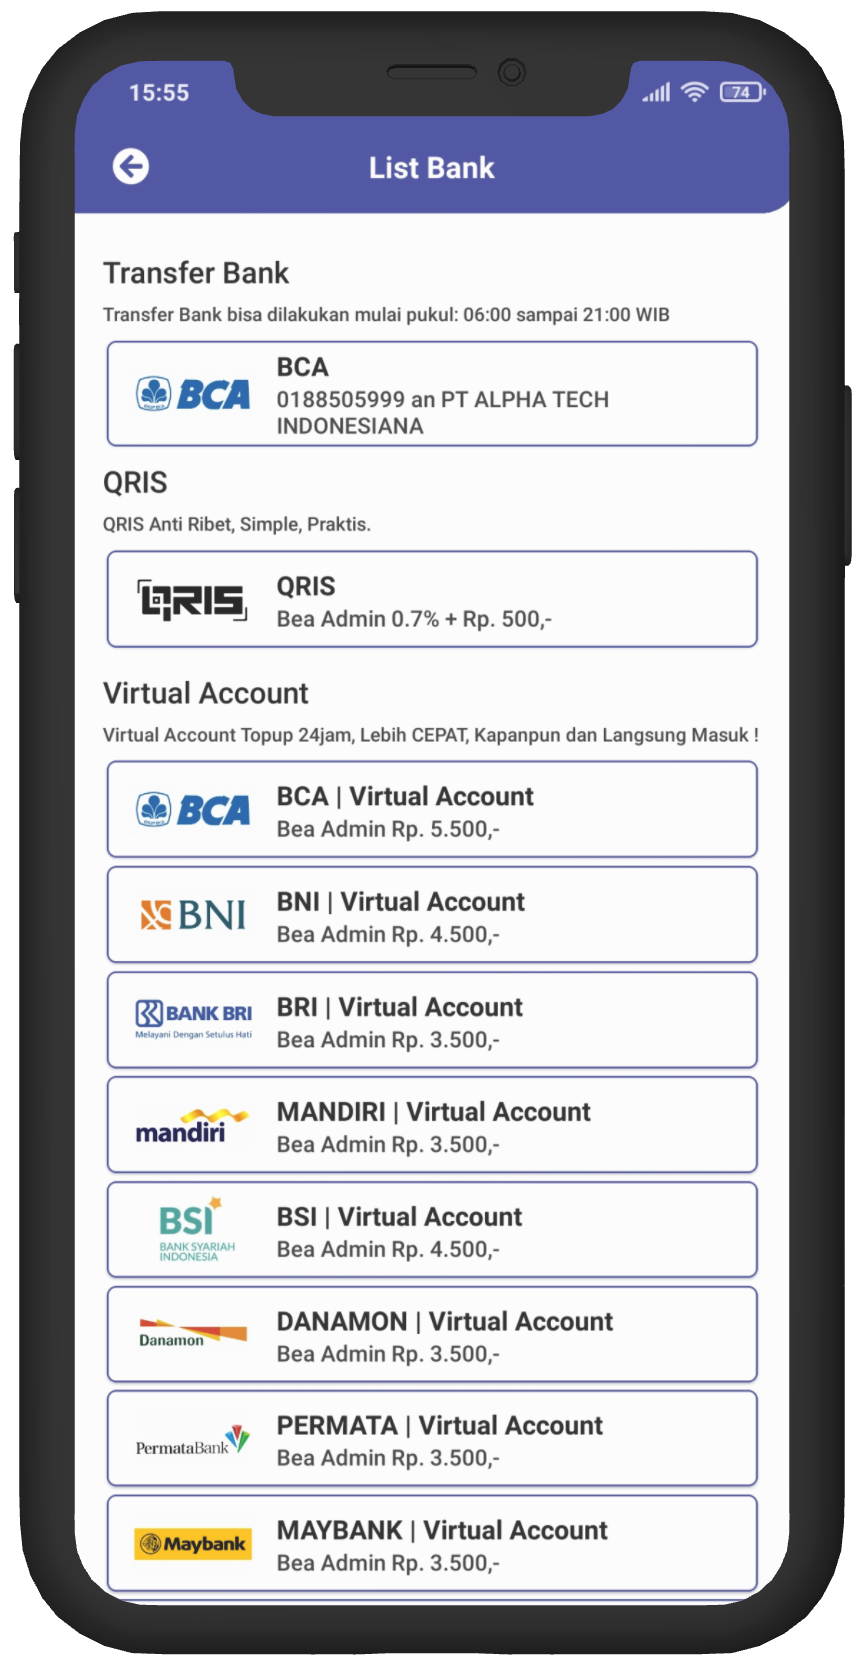 15:55
74
List Bank
Transfer Bank
Transfer Bank bisa dilakukan mulai pukul: 06:00 sampai 21:00 WIB
BCA
BCA
0188505999 an PT ALPHA TECH
INDONESIANA
QRIS
QRIS Anti Ribet, Simple, Praktis.
QRIS
QRIS
Bea Admin 0.7% + Rp. 500,-
Virtual Account
Virtual Account Topup 24jam, Lebih CEPAT, Kapanpun dan Langsung Masuk !
BCA
BCA | Virtual Account
Bea Admin Rp. 5.500,-
BNI
BNI | Virtual Account
Bea Admin Rp. 4.500,-
BANK BRI
Melayani Dengan Setulus Hati
BRI | Virtual Account
Bea Admin Rp. 3.500,-
mandiri
MANDIRI | Virtual Account
Bea Admin Rp. 3.500,-
BSI
BANK SYARIAH
INDONESIA
BSI | Virtual Account
Bea Admin Rp. 4.500,-
Danamon
DANAMON | Virtual Account
Bea Admin Rp. 3.500,-
PermataBank
PERMATA | Virtual Account
Bea Admin Rp. 3.500,-
Maybank
MAYBANK | Virtual Account
Bea Admin Rp. 3.500,-